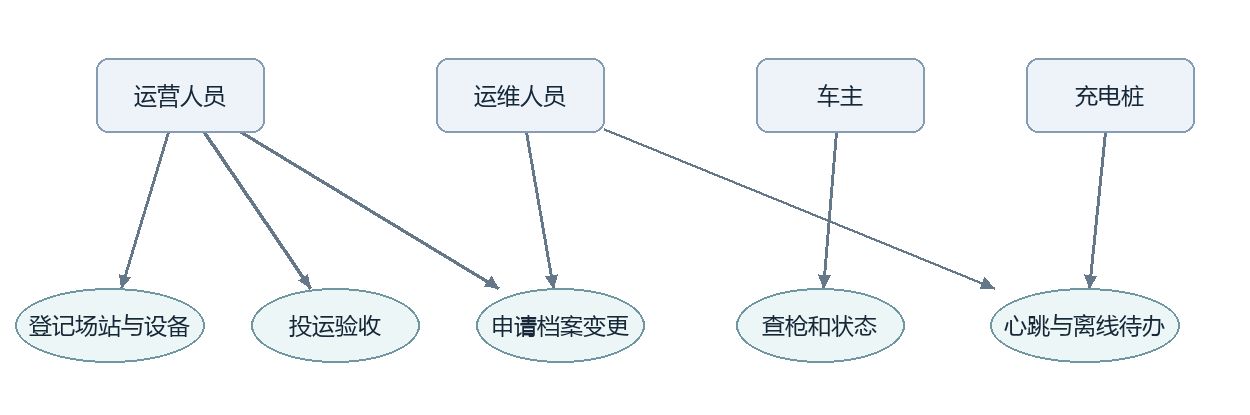 运营人员
运维人员
车主
充电桩
登记场站与设备
投运验收
申请档案变更
查枪和状态
心跳与离线待办